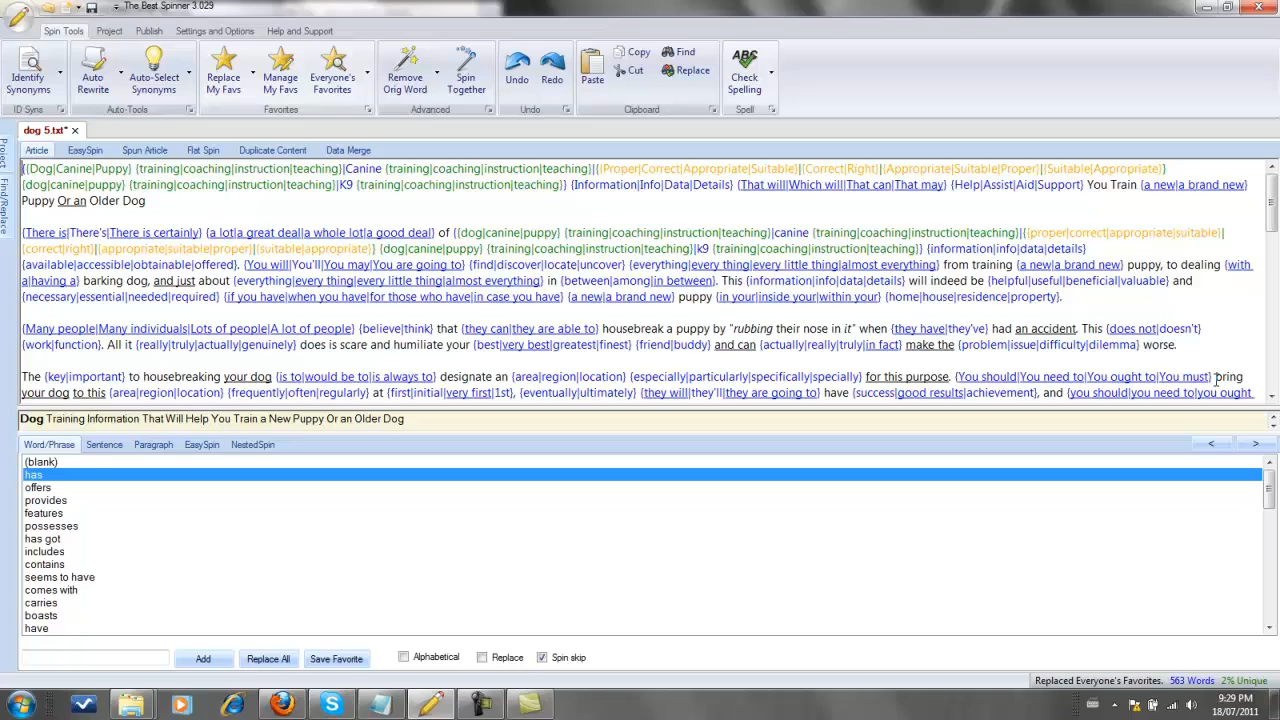 The Best Spinner 3.029
Spin Tools Project Publish Settings and Options Help and Support
Identify Synonyms
Auto Rewrite
Auto-Select Synonyms
Replace My Favs
Manage My Favs
Everyone's Favorites
Remove Orig Word
Spin Together
Undo
Redo
Paste
Copy
Cut
Find
Replace
Check Spelling
ID Syns Auto-Tools Favorites Advanced Undo Clipboard Spell
dog 5.txt*
Project
Find/Replace
Article EasySpin Spun Article Flat Spin Duplicate Content Data Merge
{{Dog|Canine|Puppy} {training|coaching|instruction|teaching}|Canine {training|coaching|instruction|teaching}|{{Proper|Correct|Appropriate|Suitable}|{Correct|Right}|{Appropriate|Suitable|Proper}|{Suitable|Appropriate}
{dog|canine|puppy} {training|coaching|instruction|teaching}|K9 {training|coaching|instruction|teaching}} {Information|Info|Data|Details} {That will|Which will|That can|That may} {Help|Assist|Aid|Support} You Train {a new|a brand new}
Puppy Or an Older Dog
{There is|There's|There is certainly} {a lot|a great deal|a whole lot|a good deal} of {{dog|canine|puppy} {training|coaching|instruction|teaching}|canine {training|coaching|instruction|teaching}|{{proper|correct|appropriate|suitable}|
{correct|right}|{appropriate|suitable|proper}|{suitable|appropriate}} {dog|canine|puppy} {training|coaching|instruction|teaching}|k9 {training|coaching|instruction|teaching}} {information|info|data|details}
{available|accessible|obtainable|offered}. {You will|You'll|You may|You are going to} {find|discover|locate|uncover} {everything|every thing|every little thing|almost everything} from training {a new|a brand new} puppy, to dealing {with
a|having a} barking dog, and just about {everything|every thing|every little thing|almost everything} in {between|among|in between}. This {information|info|data|details} will indeed be {helpful|useful|beneficial|valuable} and
{necessary|essential|needed|required} {if you have|when you have|for those who have|in case you have} {a new|a brand new} puppy {in your|inside your|within your} {home|house|residence|property}.
{Many people|Many individuals|Lots of people|A lot of people} {believe|think} that {they can|they are able to} housebreak a puppy by "rubbing their nose in it" when {they have|they've} had an accident. This {does not|doesn't}
{work|function}. All it {really|truly|actually|genuinely} does is scare and humiliate your {best|very best|greatest|finest} {friend|buddy} and can {actually|really|truly|in fact} make the {problem|issue|difficulty|dilemma} worse.
The {key|important} to housebreaking your dog {is to|would be to|is always to} designate an {area|region|location} {especially|particularly|specifically|specially} for this purpose. {You should|You need to|You ought to|You must} bring
your dog to this {area|region|location} {frequently|often|regularly} at {first|initial|very first|1st}, {eventually|ultimately} {they will|they'll|they are going to} have {success|good results|achievement}, and {you should|you need to|you ought
Dog Training Information That Will Help You Train a New Puppy Or an Older Dog
Word/Phrase Sentence Paragraph EasySpin NestedSpin < >
(blank)
has
offers
provides
features
possesses
has got
includes
contains
seems to have
comes with
carries
boasts
have
Add Replace All Save Favorite Alphabetical Replace Spin skip
Replaced Everyone's Favorites. 563 Words 2% Unique
9:29 PM
18/07/2011